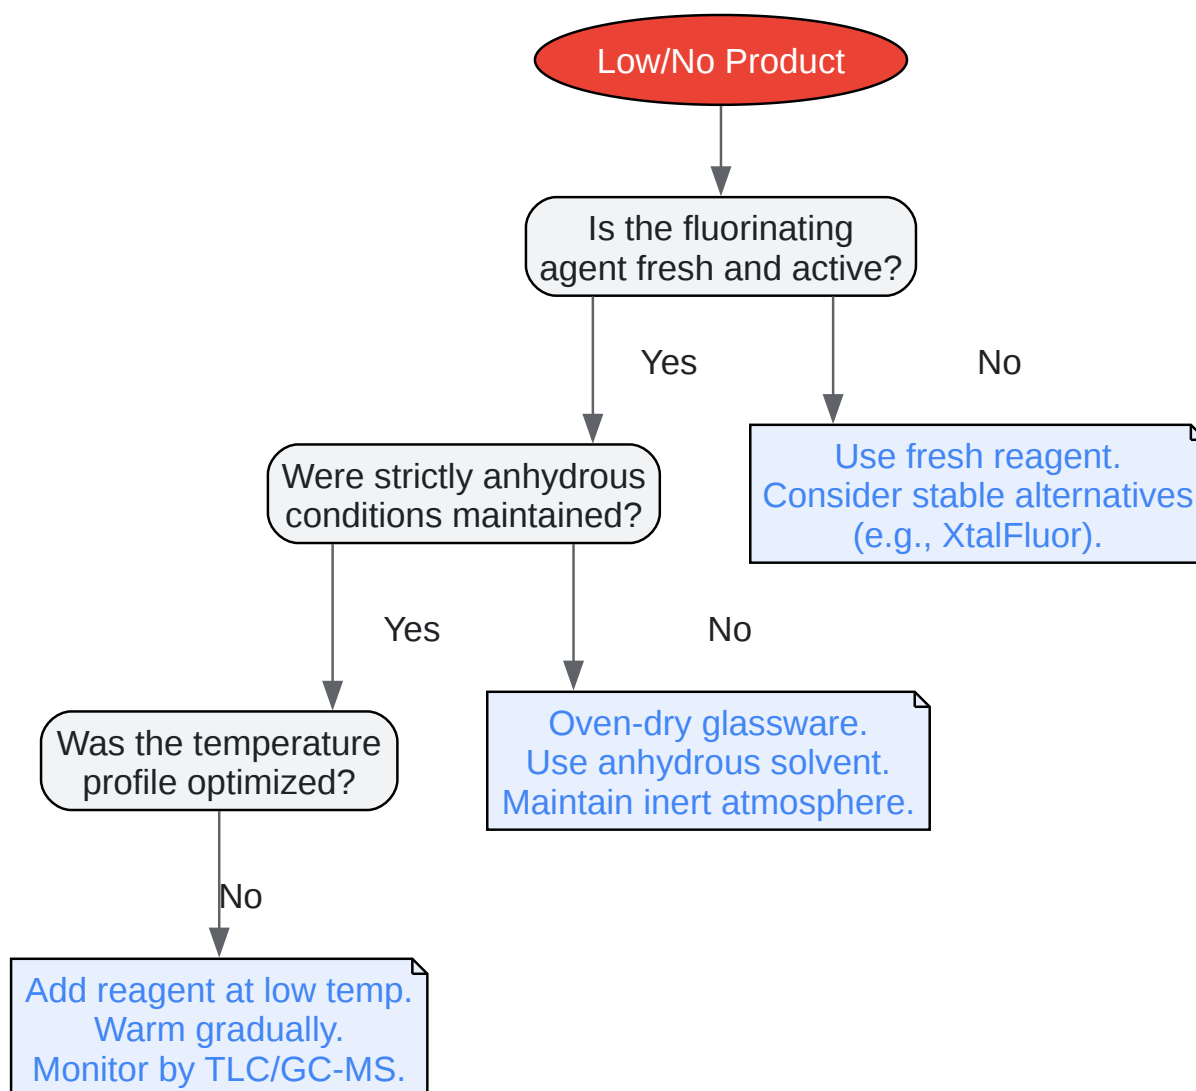 Low/No Product
Is the fluorinating
agent fresh and active?
Yes
No
Were strictly anhydrous
conditions maintained?
Use fresh reagent.
Consider stable alternatives
(e.g., XtalFluor).
Yes
No
Was the temperature
profile optimized?
Oven-dry glassware.
Use anhydrous solvent.
Maintain inert atmosphere.
No
Add reagent at low temp.
Warm gradually.
Monitor by TLC/GC-MS.